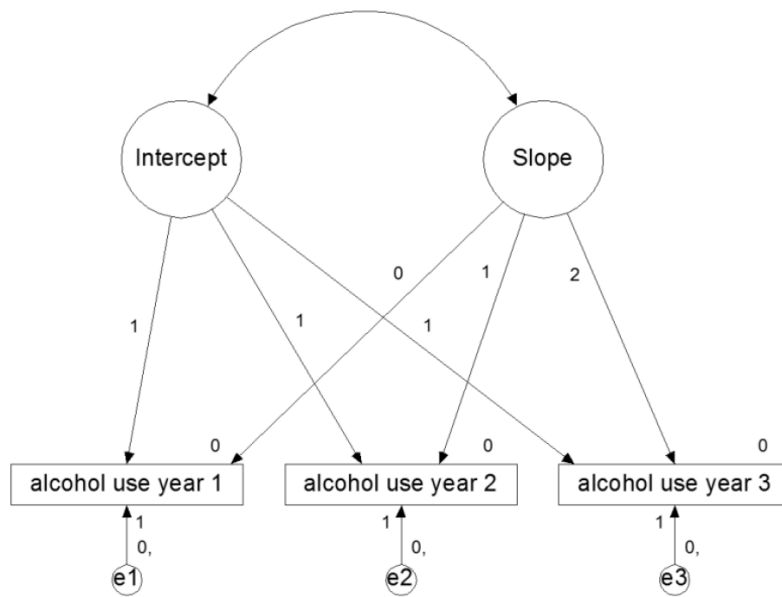 Intercept Slope
0 1 2
1 1 1
0 0 0
alcohol use year 1 alcohol use year 2 alcohol use year 3
1 1 1
0, 0, 0,
e1 e2 e3